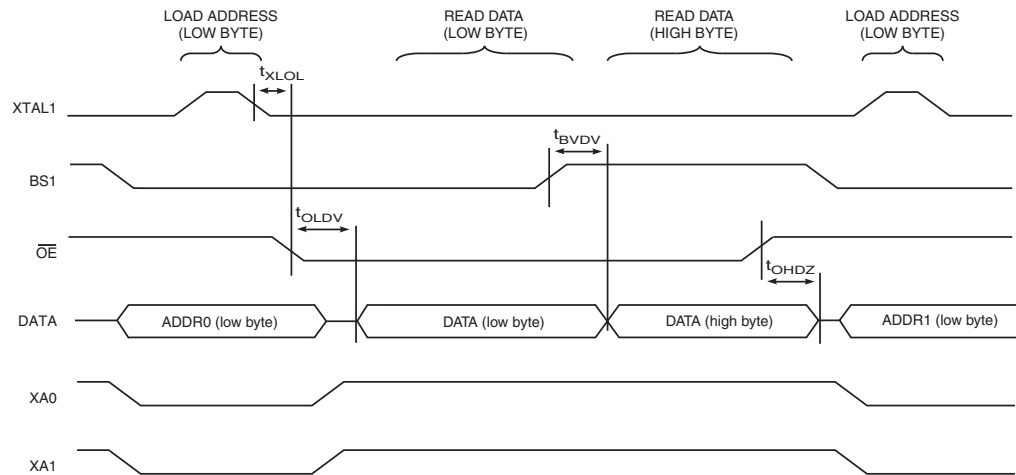 LOAD ADDRESS
(LOW BYTE)
READ DATA
(LOW BYTE)
READ DATA
(HIGH BYTE)
LOAD ADDRESS
(LOW BYTE)
tXLOL
XTAL1
tBVDV
BS1
tOLDV
OE
tOHDZ
DATA
ADDR0 (low byte)
DATA (low byte)
DATA (high byte)
ADDR1 (low byte)
XA0
XA1